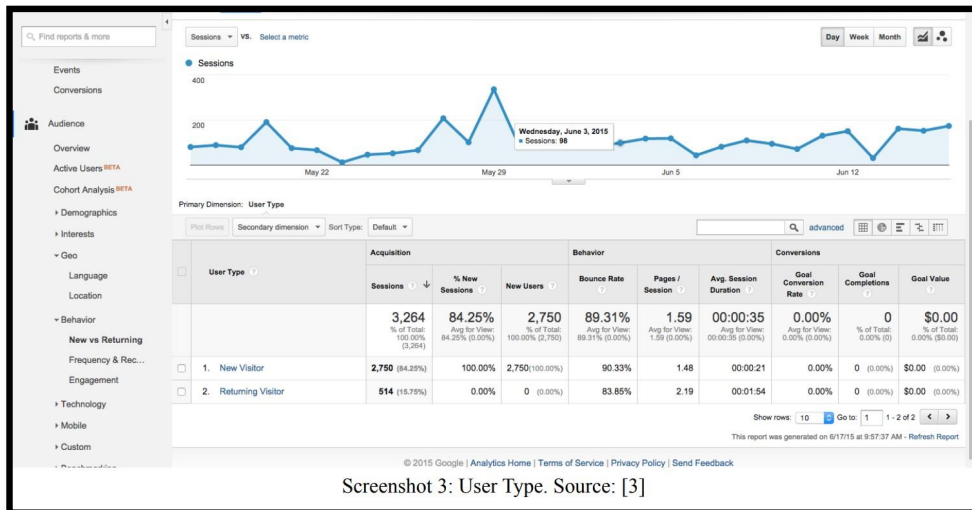 Find reports & more
Events
Conversions
Audience
Overview
Active Users BETA
Cohort Analysis BETA
Demographics
Interests
Geo
Language
Location
Behavior
New vs Returning
Frequency & Rec...
Engagement
Technology
Mobile
Custom
Sessions VS. Select a metric
Day Week Month
Sessions
400
200
Wednesday, June 3, 2015
Sessions: 98
May 22 May 29 Jun 5 Jun 12
Primary Dimension: User Type
Plot Rows Secondary dimension Sort Type: Default advanced
User Type Acquisition Behavior Conversions
Sessions % New Sessions New Users Bounce Rate Pages / Session Avg. Session Duration Goal Conversion Rate Goal Completions Goal Value
3,264 84.25% 2,750 89.31% 1.59 00:00:35 0.00% 0 $0.00
% of Total: 100.00% (3,264) Avg for View: 84.25% (0.00%) % of Total: 100.00% (2,750) Avg for View: 89.31% (0.00%) Avg for View: 1.59 (0.00%) Avg for View: 00:00:35 (0.00%) Avg for View: 0.00% (0.00%) % of Total: 0.00% (0) % of Total: 0.00% ($0.00)
1. New Visitor 2,750 (84.25%) 100.00% 2,750(100.00%) 90.33% 1.48 00:00:21 0.00% 0 (0.00%) $0.00 (0.00%)
2. Returning Visitor 514 (15.75%) 0.00% 0 (0.00%) 83.85% 2.19 00:01:54 0.00% 0 (0.00%) $0.00 (0.00%)
Show rows: 10 Go to: 1 1 - 2 of 2
This report was generated on 6/17/15 at 9:57:37 AM - Refresh Report
© 2015 Google | Analytics Home | Terms of Service | Privacy Policy | Send Feedback
Screenshot 3: User Type. Source: [3]